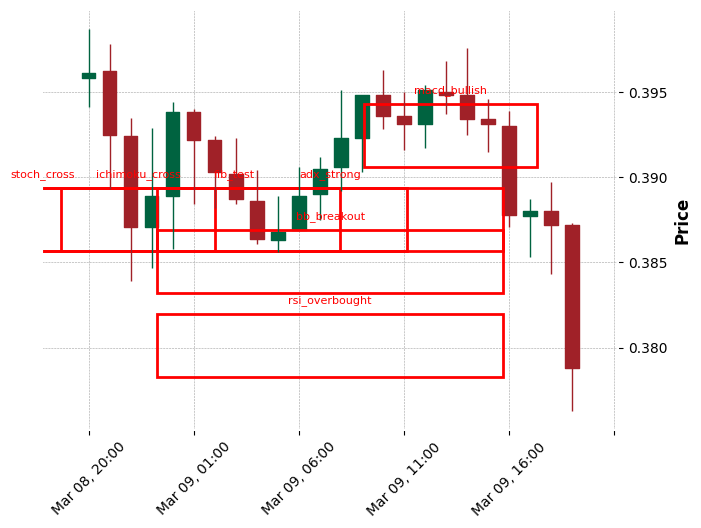 macd_bullish
0.395
stoch_cross ichimoku_cross fib_test adx_strong
0.390
bb_breakout
Price
0.385
rsi_overbought
0.380
Mar 08, 20:00
Mar 09, 01:00
Mar 09, 06:00
Mar 09, 11:00
Mar 09, 16:00